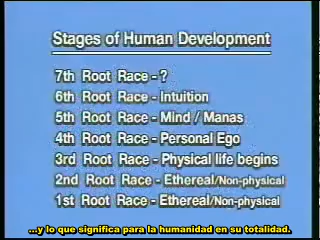 Stages of Human Development
7th Root Race - ?
6th Root Race - Intuition
5th Root Race - Mind / Manas
4th Root Race - Personal Ego
3rd Root Race - Physical life begins
2nd Root Race - Ethereal/Non-physical
1st Root Race - Ethereal/Non-physical
...y lo que significa para la humanidad en su totalidad.